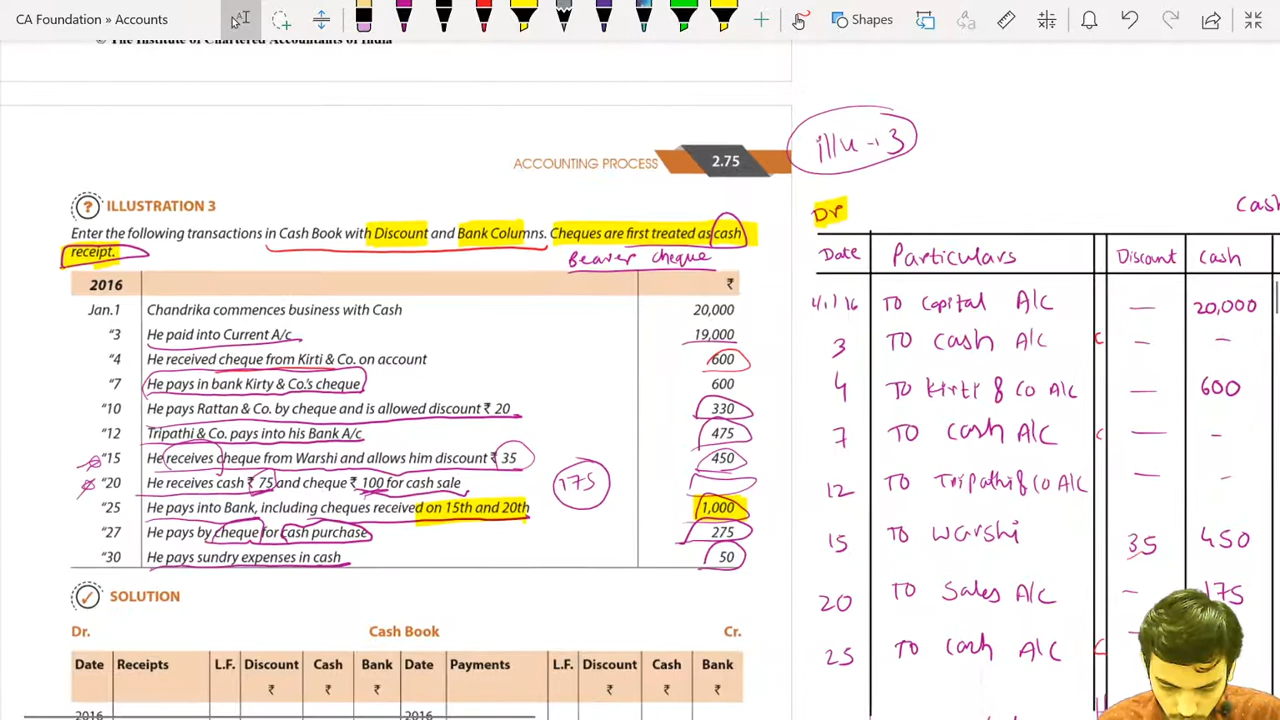 CA Foundation » Accounts
Shapes
© The Institute of Chartered Accountants of India
ACCOUNTING PROCESS 2.75
illu - 3
? ILLUSTRATION 3
Enter the following transactions in Cash Book with Discount and Bank Columns. Cheques are first treated as cash
receipt.
Bearer cheque
2016 ₹
Jan.1 Chandrika commences business with Cash 20,000
"3 He paid into Current A/c 19,000
"4 He received cheque from Kirti & Co. on account 600
"7 He pays in bank Kirty & Co.'s cheque 600
"10 He pays Rattan & Co. by cheque and is allowed discount ₹ 20 330
"12 Tripathi & Co. pays into his Bank A/c 475
"15 He receives cheque from Warshi and allows him discount ₹ 35 450
"20 He receives cash ₹ 75 and cheque ₹ 100 for cash sale 175
"25 He pays into Bank, including cheques received on 15th and 20th 1,000
"27 He pays by cheque for cash purchase 275
"30 He pays sundry expenses in cash 50
SOLUTION
Dr. Cash Book Cr.
Date Receipts L.F. Discount Cash Bank Date Payments L.F. Discount Cash Bank
₹ ₹ ₹ ₹ ₹ ₹
2016 2016
Dr
Cash
Date Particulars Discount Cash
4/1/16 To Capital A/C — 20,000
3 To Cash A/C C - -
4 To Kirti & Co A/C — 600
7 To Cash A/C C — -
12 To Tripathi & Co A/C - -
15 To Warshi 35 450
20 To Sales A/C - 175
25 To Cash A/C C